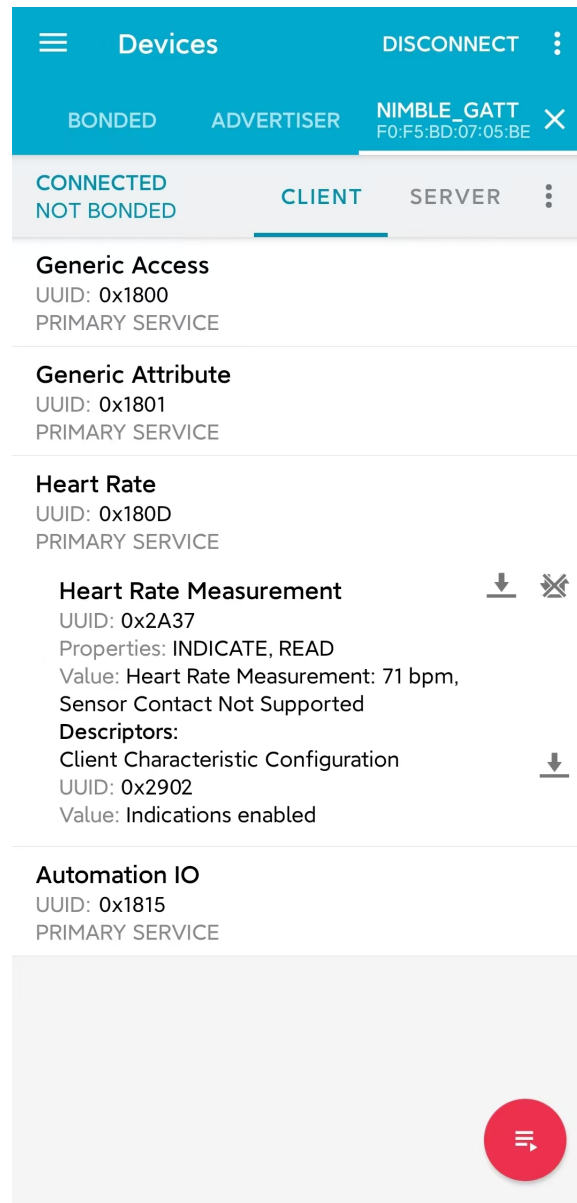 Devices
DISCONNECT
BONDED
ADVERTISER
NIMBLE_GATT
F0:F5:BD:07:05:BE
CONNECTED
NOT BONDED
CLIENT
SERVER
Generic Access
UUID: 0x1800
PRIMARY SERVICE
Generic Attribute
UUID: 0x1801
PRIMARY SERVICE
Heart Rate
UUID: 0x180D
PRIMARY SERVICE
Heart Rate Measurement
UUID: 0x2A37
Properties: INDICATE, READ
Value: Heart Rate Measurement: 71 bpm,
Sensor Contact Not Supported
Descriptors:
Client Characteristic Configuration
UUID: 0x2902
Value: Indications enabled
Automation IO
UUID: 0x1815
PRIMARY SERVICE